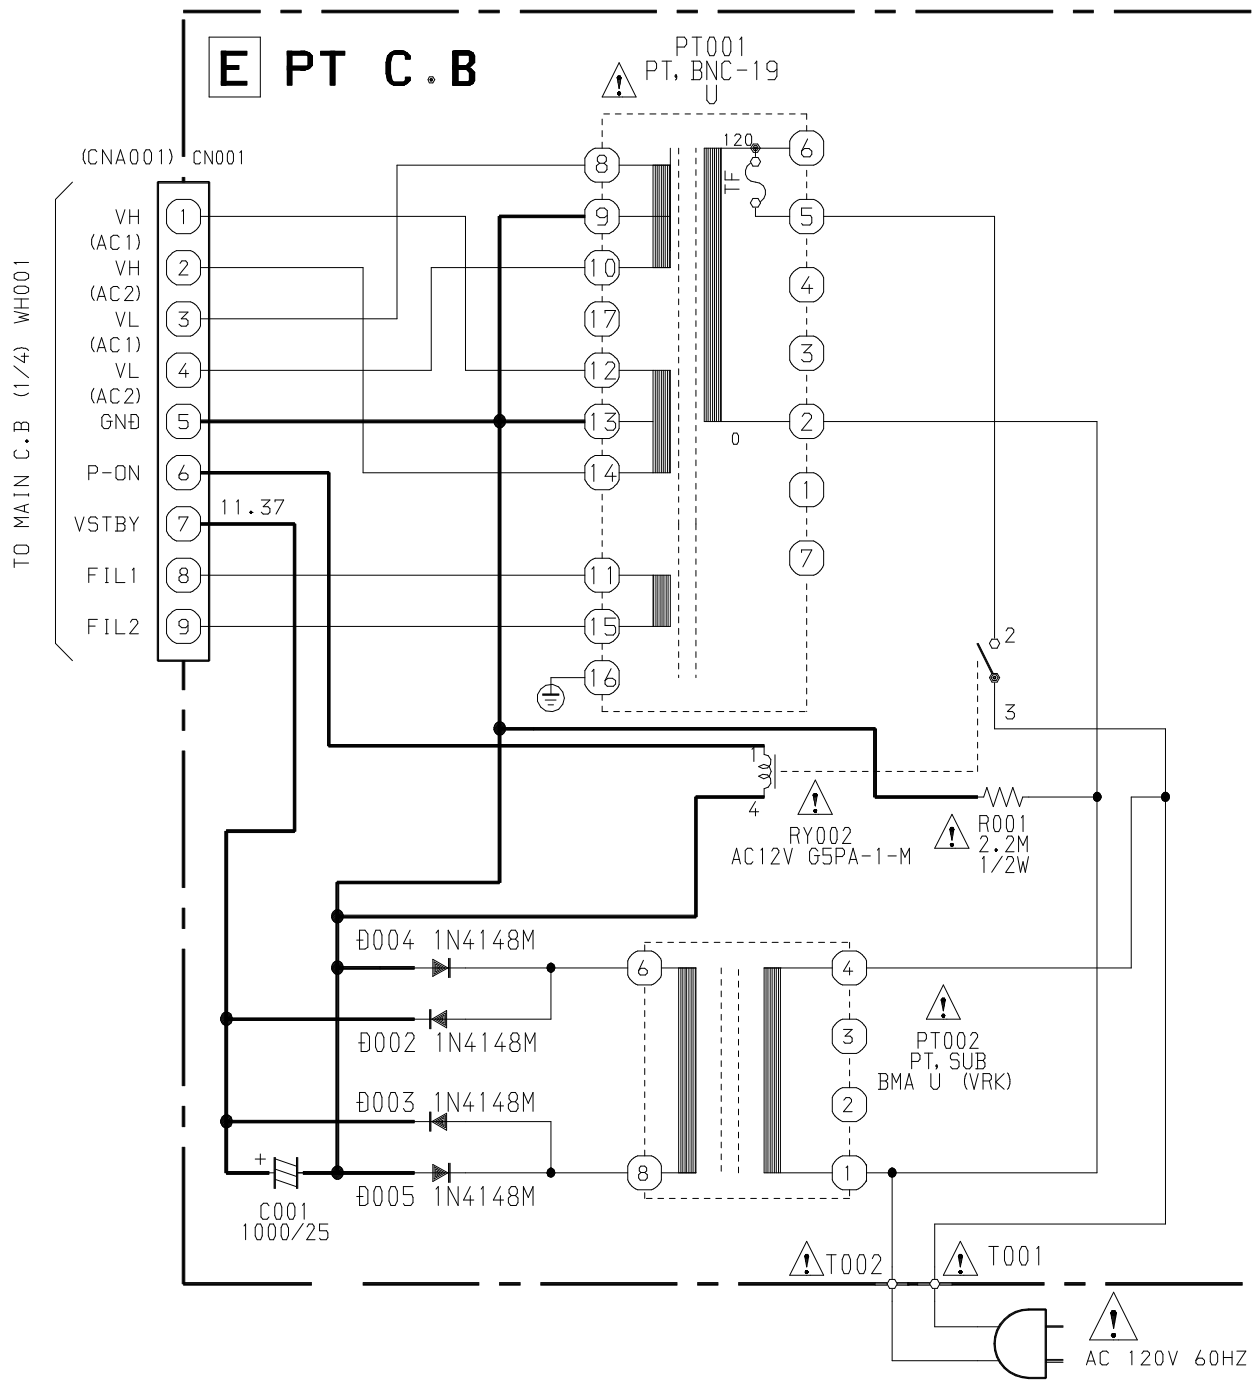 E PT C.B
PT001
PT, BNC-19
U
(CNA001) CN001
TO MAIN C.B (1/4) WH001
VH 1
(AC1)
VH 2
(AC2)
VL 3
(AC1)
VL 4
(AC2)
GND 5
P-ON 6
VSTBY 7
11.37
FIL1 8
FIL2 9
8
9
10
17
12
13
14
11
15
16
120
TF
0
6
5
4
3
2
1
7
2
3
1
4
RY002
AC12V G5PA-1-M
R001
2.2M
1/2W
D004 1N4148M
D002 1N4148M
D003 1N4148M
D005 1N4148M
+
C001
1000/25
6
8
4
3
2
1
PT002
PT, SUB
BMA U (VRK)
! T002
! T001
! AC 120V 60HZ